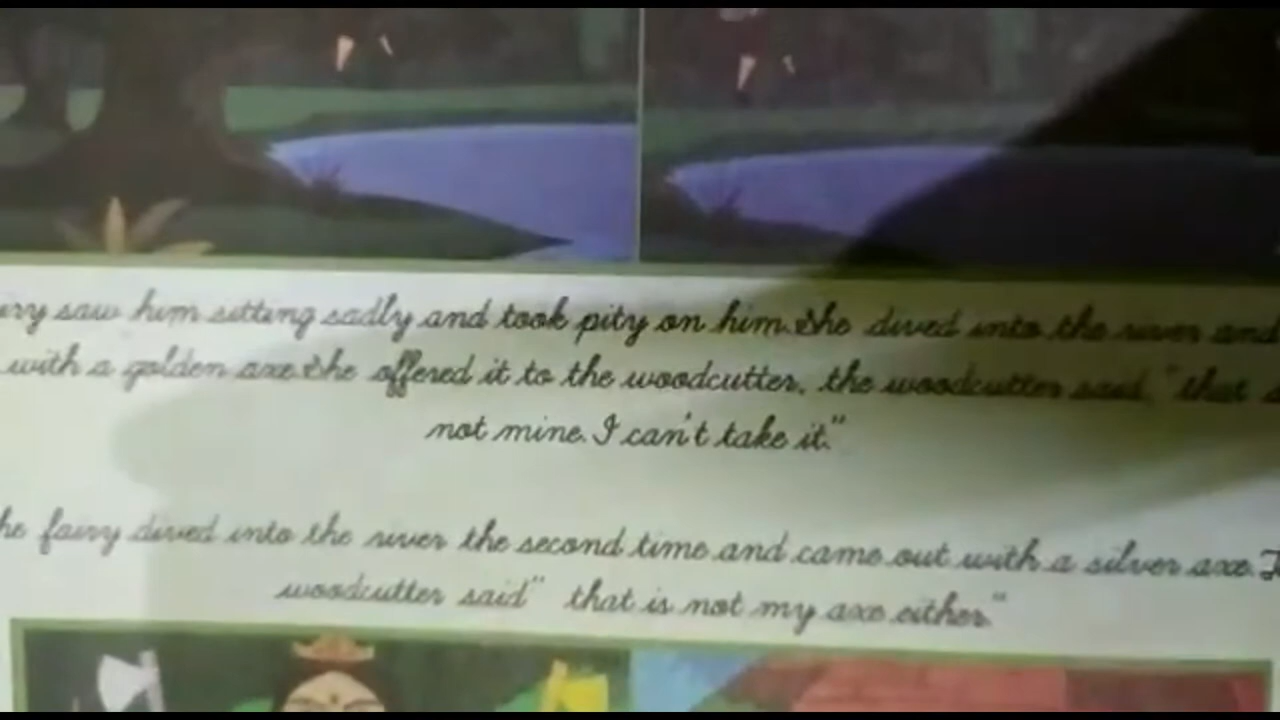 iry saw him sitting sadly and took pity on him. She dived into the river and
with a golden axe. She offered it to the woodcutter, the woodcutter said, "that
not mine. I can't take it."
he fairy dived into the river the second time and came out with a silver axe. T
woodcutter said" that is not my axe either"